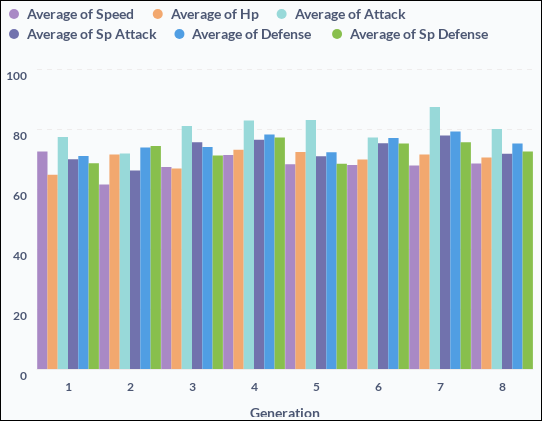 Average of Speed Average of Hp Average of Attack
Average of Sp Attack Average of Defense Average of Sp Defense
100
80
60
40
20
0
1 2 3 4 5 6 7 8
Generation